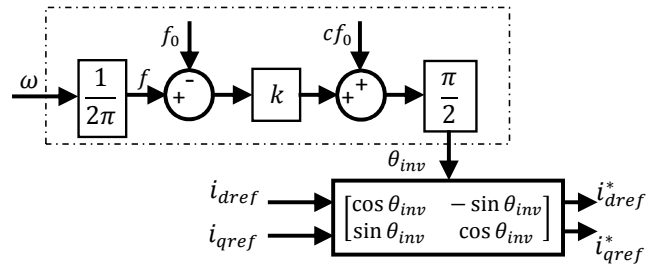 f₀ cf₀
ω 1/2π f - + k + + π/2
θ_inv
i_dref [cos θ_inv − sin θ_inv] i*_dref
i_qref [sin θ_inv cos θ_inv] i*_qref